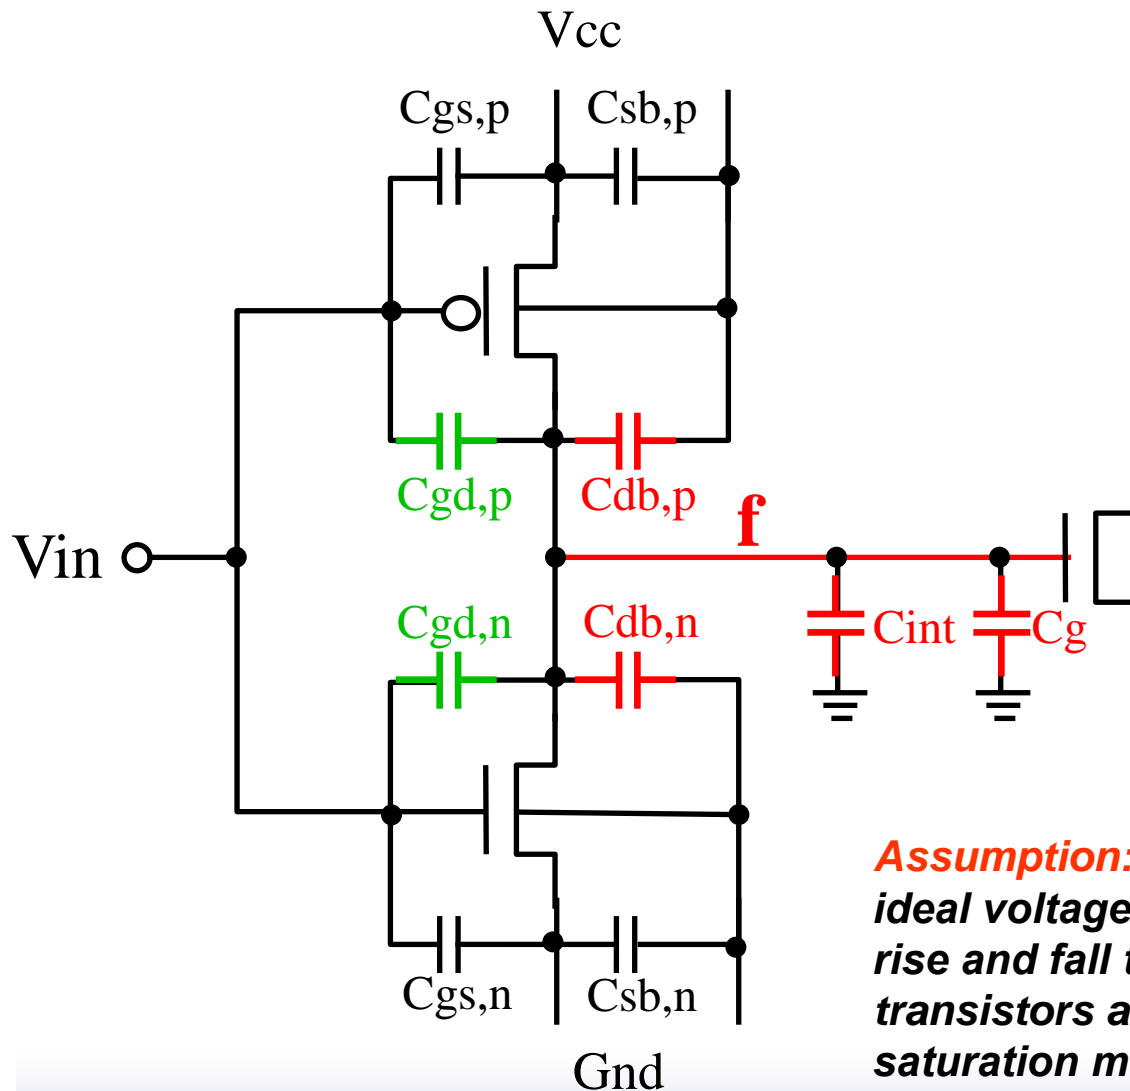 Vcc
Cgs,p Csb,p
Cgd,p Cdb,p
f
Vin
Cgd,n Cdb,n
Cint Cg
Assumption:
ideal voltage
rise and fall
transistors
saturation
Cgs,n Csb,n
Gnd